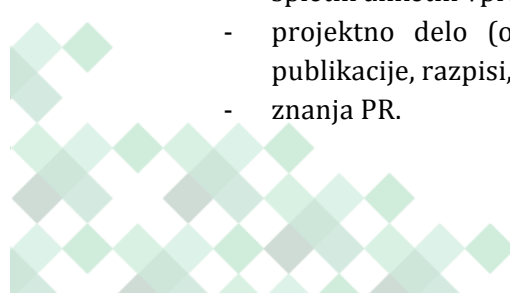 - projektno delo (o
publikacije, razpisi,
- znanja PR.